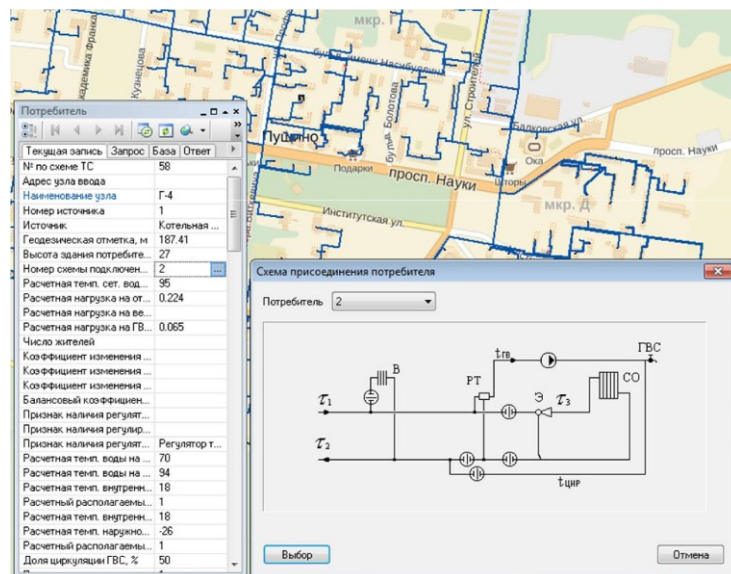 мкр. Г
ул. Профе
академика Франка
Кузнецова
бульв
имени Насибуллина
ул. Строителей
Болотова
Балковская ул.
Пущино
Подарки
просп. Науки
Ока
Шторы
просп. Науки
Институтская ул.
мкр. Д
Потребитель
Текущая запись Запрос База Ответ
№ по схеме ТС 58
Адрес узла ввода
Наименование узла Г-4
Номер источника 1
Источник Котельная ...
Геодезическая отметка, м 187.41
Высота здания потребите... 27
Номер схемы подключен... 2 ...
Расчетная темп. сет. вод... 95
Расчетная нагрузка на от... 0.224
Расчетная нагрузка на ве...
Расчетная нагрузка на ГВ... 0.065
Число жителей
Коэффициент изменения ...
Коэффициент изменения ...
Коэффициент изменения ...
Балансовый коэффициен...
Признак наличия регулят...
Признак наличия регулир...
Признак наличия регулят... Регулятор т...
Расчетная темп. воды на ... 70
Расчетная темп. воды на ... 94
Расчетная темп. внутренн... 18
Расчетный располагаемы... 1
Расчетная темп. внутренн... 18
Расчетная темп. наружно... -26
Расчетный располагаемы... 1
Доля циркуляции ГВС, % 50
Схема присоединения потребителя
Потребитель 2
tгв
ГВС
В
РТ
Э
СО
τ1
τ3
τ2
tцир
Выбор
Отмена